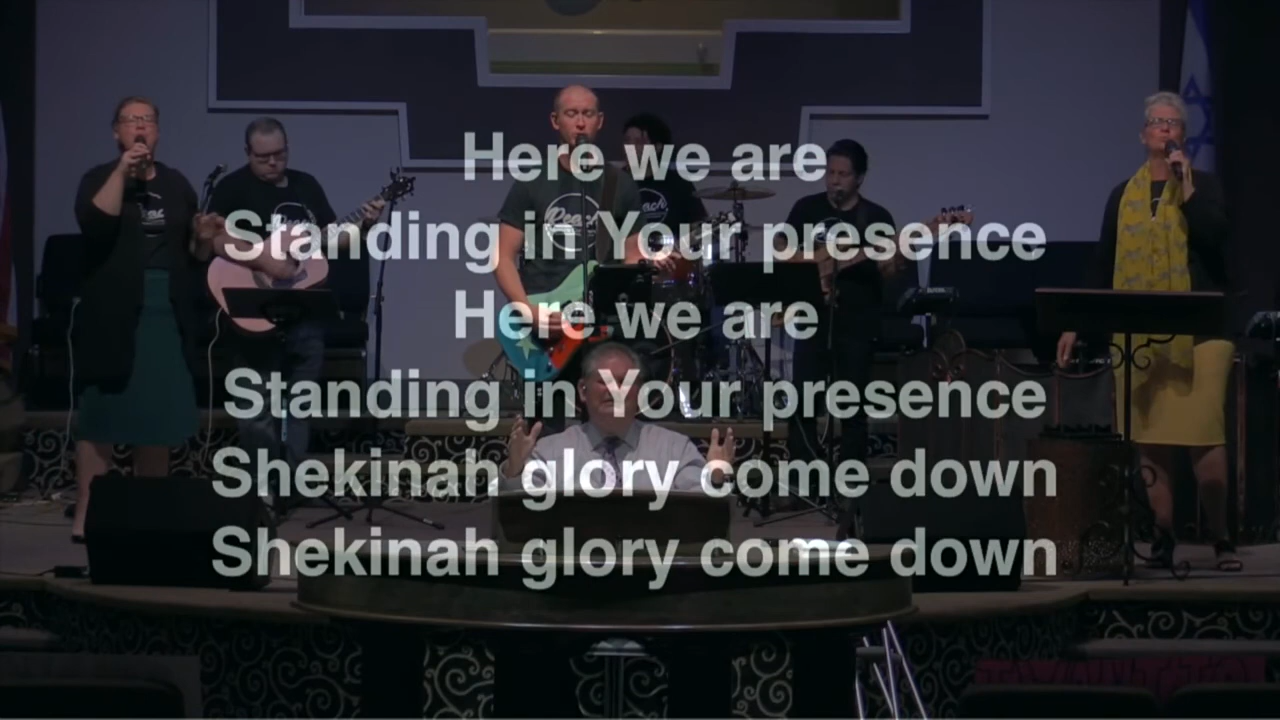 Here we are
Standing in Your presence
Here we are
Standing in Your presence
Shekinah glory come down
Shekinah glory come down
Reach